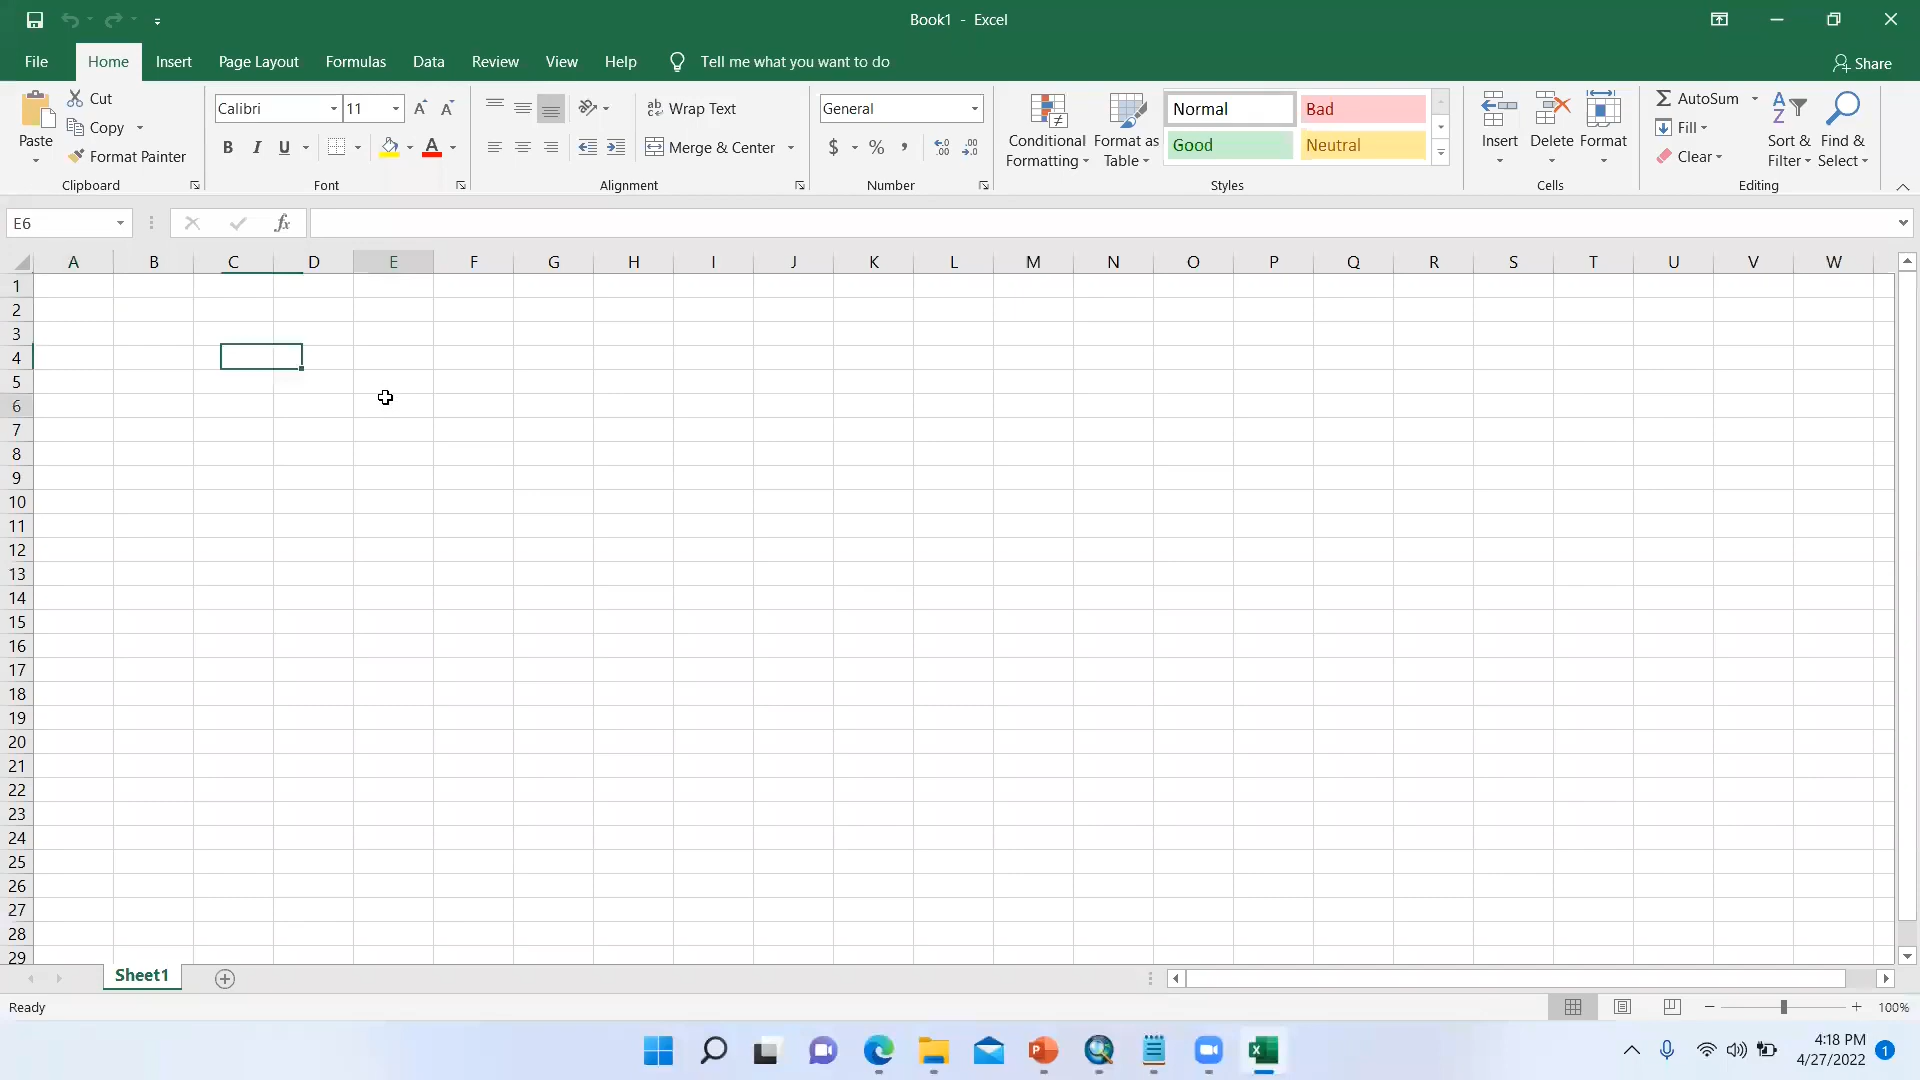 Book1 - Excel
File Home Insert Page Layout Formulas Data Review View Help Tell me what you want to do Share
Paste
Cut
Copy
Format Painter
Clipboard
Calibri 11
B I U A
Font
Wrap Text
Merge & Center
Alignment
General
$ % ,
Number
Conditional Formatting
Format as Table
Normal Bad
Good Neutral
Styles
Insert Delete Format
Cells
AutoSum
Fill
Clear
Sort & Filter
Find & Select
Editing
E6 fx
A B C D E F G H I J K L M N O P Q R S T U V W
1
2
3
4
5
6
7
8
9
10
11
12
13
14
15
16
17
18
19
20
21
22
23
24
25
26
27
28
29
Sheet1
Ready 100%
4:18 PM
4/27/2022 1